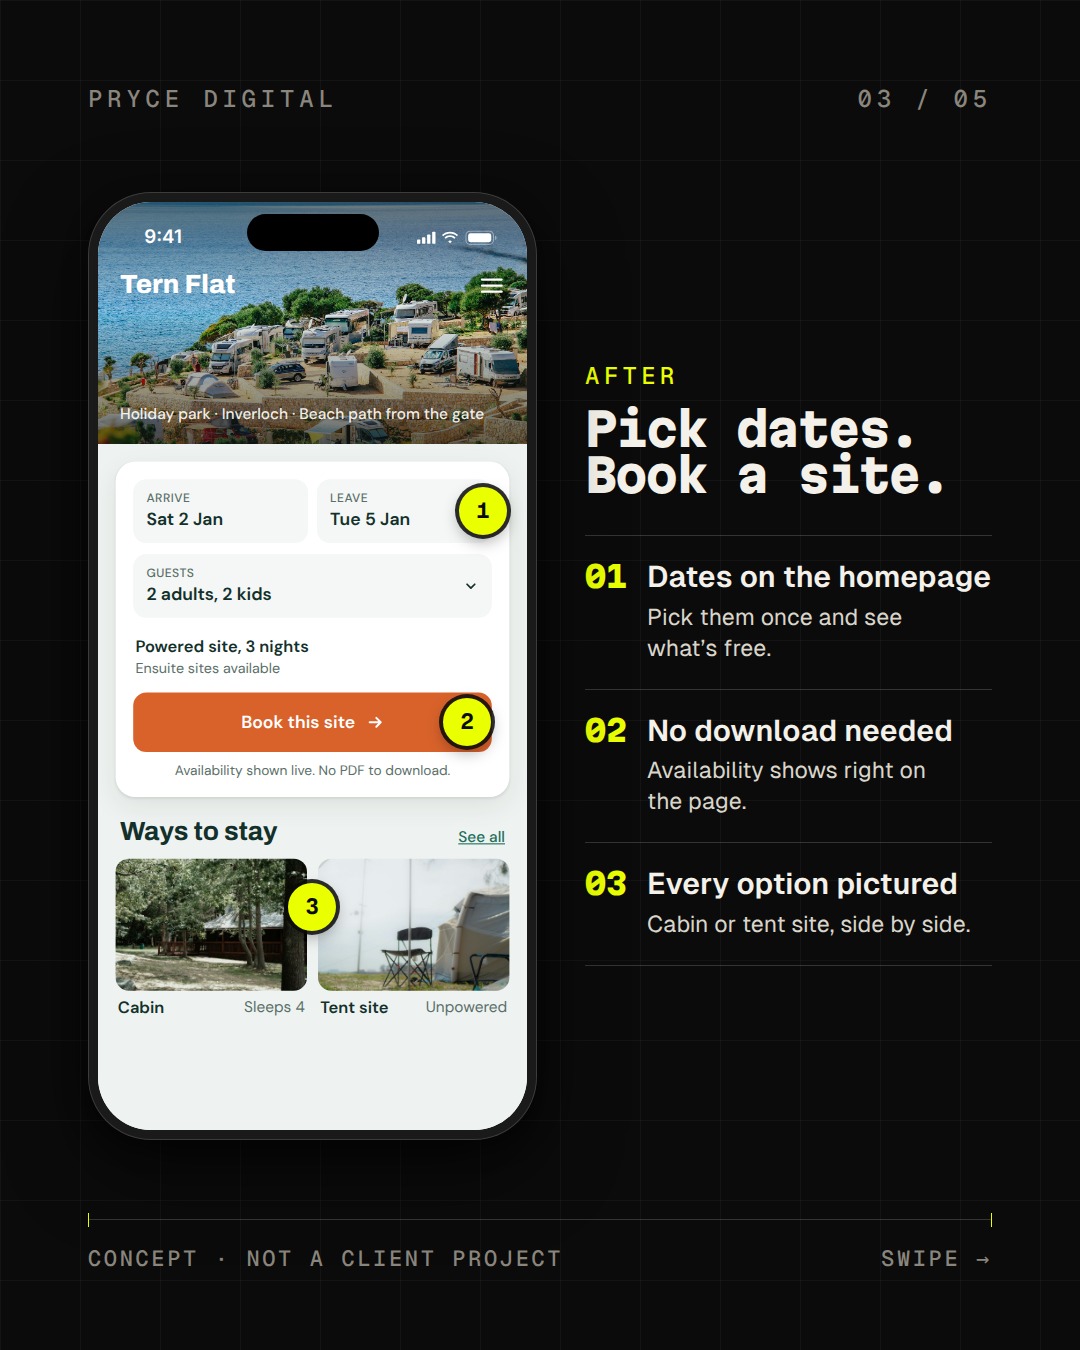 PRYCE DIGITAL
03 / 05
9:41
Tern Flat
Holiday park · Inverloch · Beach path from the gate
ARRIVE
Sat 2 Jan
LEAVE
Tue 5 Jan
1
GUESTS
2 adults, 2 kids
Powered site, 3 nights
Ensuite sites available
Book this site →
2
Availability shown live. No PDF to download.
Ways to stay
See all
3
Cabin
Sleeps 4
Tent site
Unpowered
AFTER
Pick dates.
Book a site.
01 Dates on the homepage
Pick them once and see
what’s free.
02 No download needed
Availability shows right on
the page.
03 Every option pictured
Cabin or tent site, side by side.
CONCEPT · NOT A CLIENT PROJECT
SWIPE →